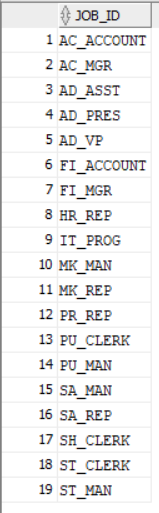 JOB_ID
1 AC_ACCOUNT
2 AC_MGR
3 AD_ASST
4 AD_PRES
5 AD_VP
6 FI_ACCOUNT
7 FI_MGR
8 HR_REP
9 IT_PROG
10 MK_MAN
11 MK_REP
12 PR_REP
13 PU_CLERK
14 PU_MAN
15 SA_MAN
16 SA_REP
17 SH_CLERK
18 ST_CLERK
19 ST_MAN